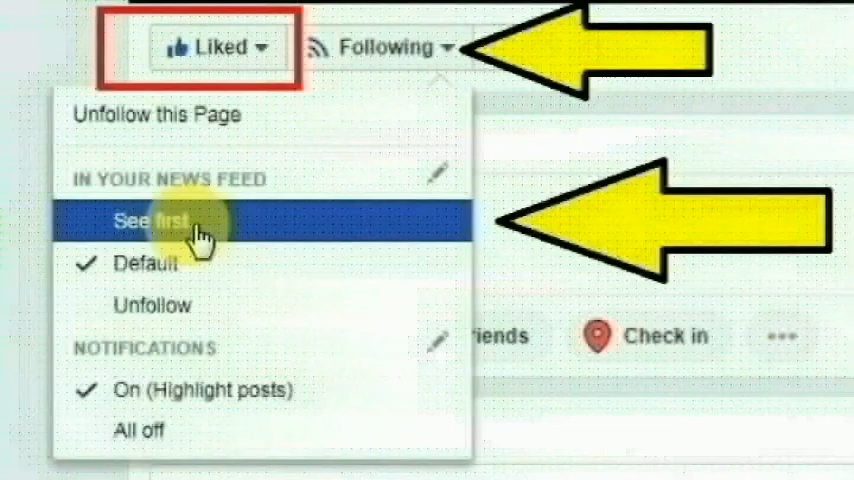 Liked Following
Unfollow this Page
IN YOUR NEWS FEED
See first
Default
Unfollow
riends Check in
NOTIFICATIONS
On (Highlight posts)
All off